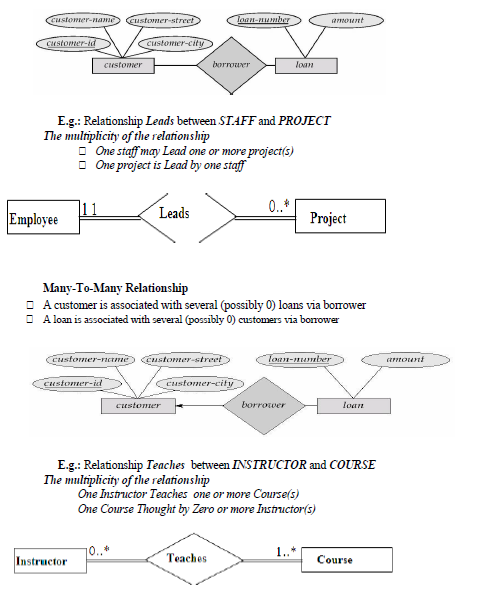 customer-name customer-street loan-number amount
customer-id customer-city
customer borrower loan
E.g.: Relationship Leads between STAFF and PROJECT
The multiplicity of the relationship
One staff may Lead one or more project(s)
One project is Lead by one staff
1 1 0..*
Employee Leads Project
Many-To-Many Relationship
A customer is associated with several (possibly 0) loans via borrower
A loan is associated with several (possibly 0) customers via borrower
customer-name customer-street loan-number amount
customer-id customer-city
customer borrower loan
E.g.: Relationship Teaches between INSTRUCTOR and COURSE
The multiplicity of the relationship
One Instructor Teaches one or more Course(s)
One Course Thought by Zero or more Instructor(s)
0..* 1..*
Instructor Teaches Course